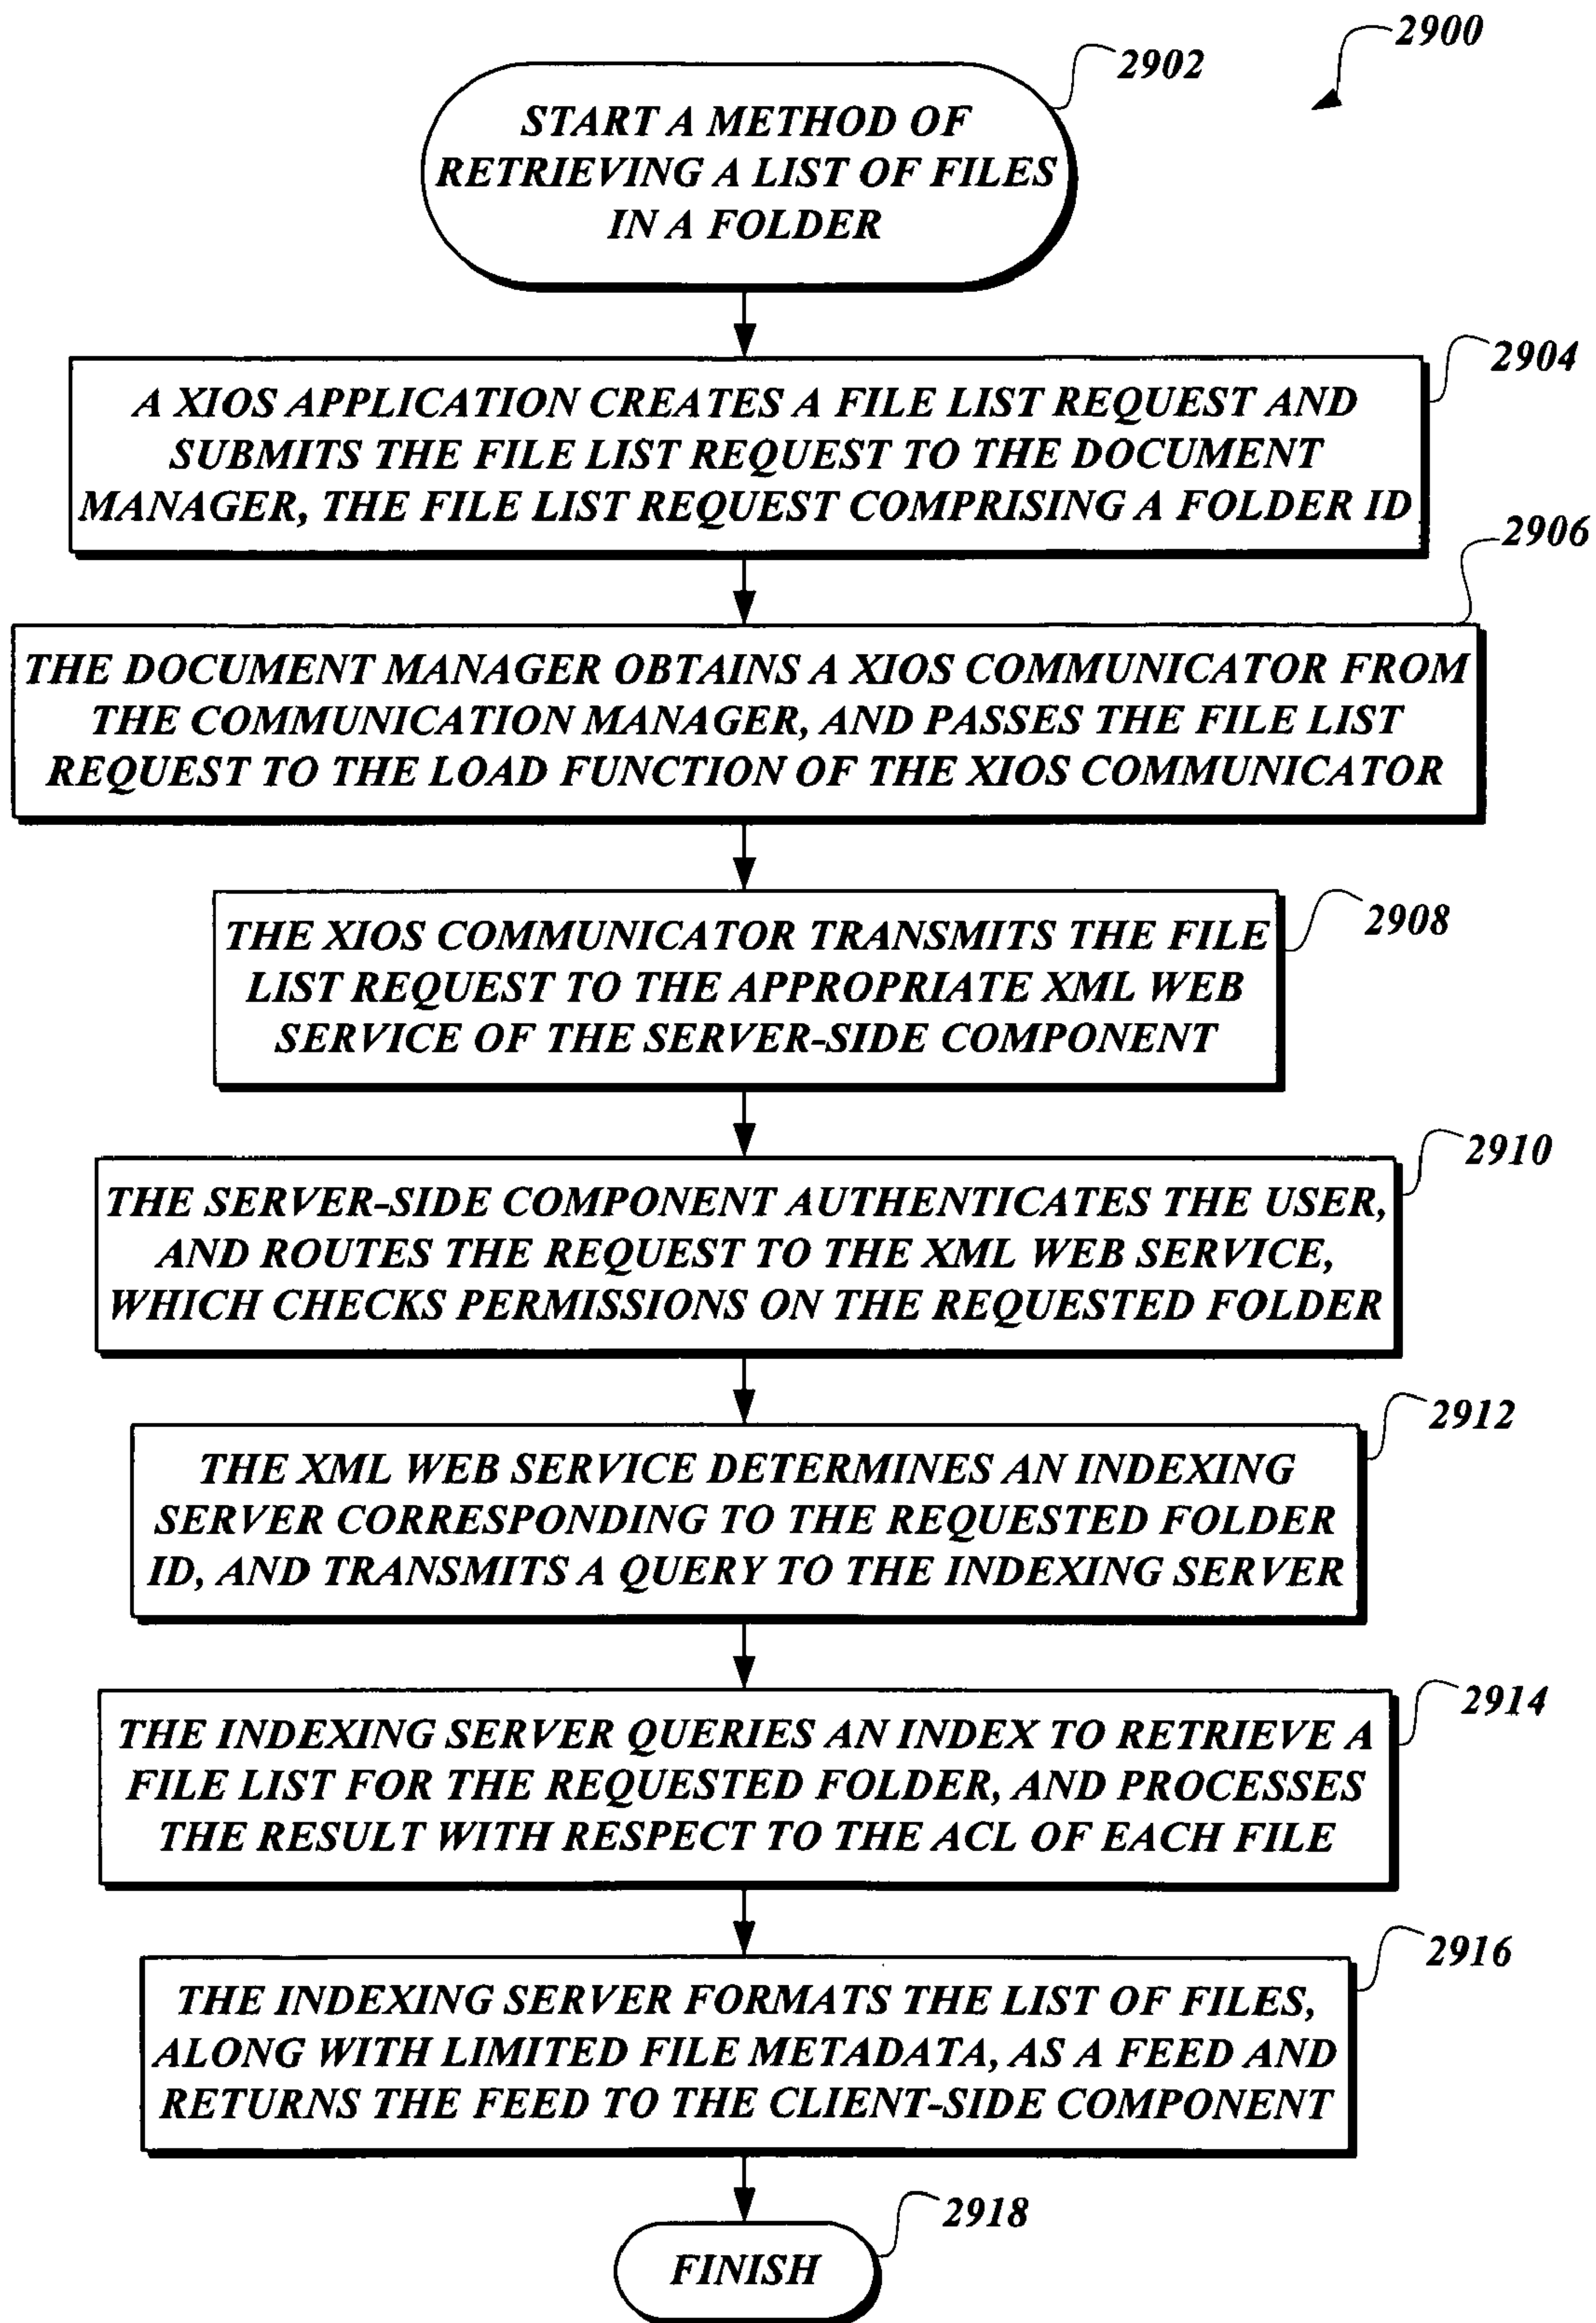 2900
2902
START A METHOD OF
RETRIEVING A LIST OF FILES
IN A FOLDER
2904
A XIOS APPLICATION CREATES A FILE LIST REQUEST AND
SUBMITS THE FILE LIST REQUEST TO THE DOCUMENT
MANAGER, THE FILE LIST REQUEST COMPRISING A FOLDER ID
2906
THE DOCUMENT MANAGER OBTAINS A XIOS COMMUNICATOR FROM
THE COMMUNICATION MANAGER, AND PASSES THE FILE LIST
REQUEST TO THE LOAD FUNCTION OF THE XIOS COMMUNICATOR
2908
THE XIOS COMMUNICATOR TRANSMITS THE FILE
LIST REQUEST TO THE APPROPRIATE XML WEB
SERVICE OF THE SERVER-SIDE COMPONENT
2910
THE SERVER-SIDE COMPONENT AUTHENTICATES THE USER,
AND ROUTES THE REQUEST TO THE XML WEB SERVICE,
WHICH CHECKS PERMISSIONS ON THE REQUESTED FOLDER
2912
THE XML WEB SERVICE DETERMINES AN INDEXING
SERVER CORRESPONDING TO THE REQUESTED FOLDER
ID, AND TRANSMITS A QUERY TO THE INDEXING SERVER
2914
THE INDEXING SERVER QUERIES AN INDEX TO RETRIEVE A
FILE LIST FOR THE REQUESTED FOLDER, AND PROCESSES
THE RESULT WITH RESPECT TO THE ACL OF EACH FILE
2916
THE INDEXING SERVER FORMATS THE LIST OF FILES,
ALONG WITH LIMITED FILE METADATA, AS A FEED AND
RETURNS THE FEED TO THE CLIENT-SIDE COMPONENT
2918
FINISH